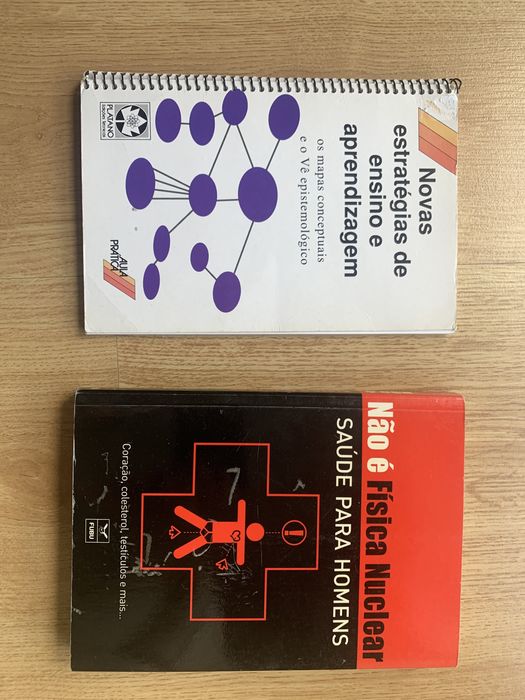 Novas
estratégias de
ensino e
aprendizagem
os mapas conceptuais
e o Vê epistemológico
PLÁTANO
AULA
PRÁTICA
Não é Física Nuclear
SAÚDE PARA HOMENS
Coração, colesterol, testículos e mais...
FUBU